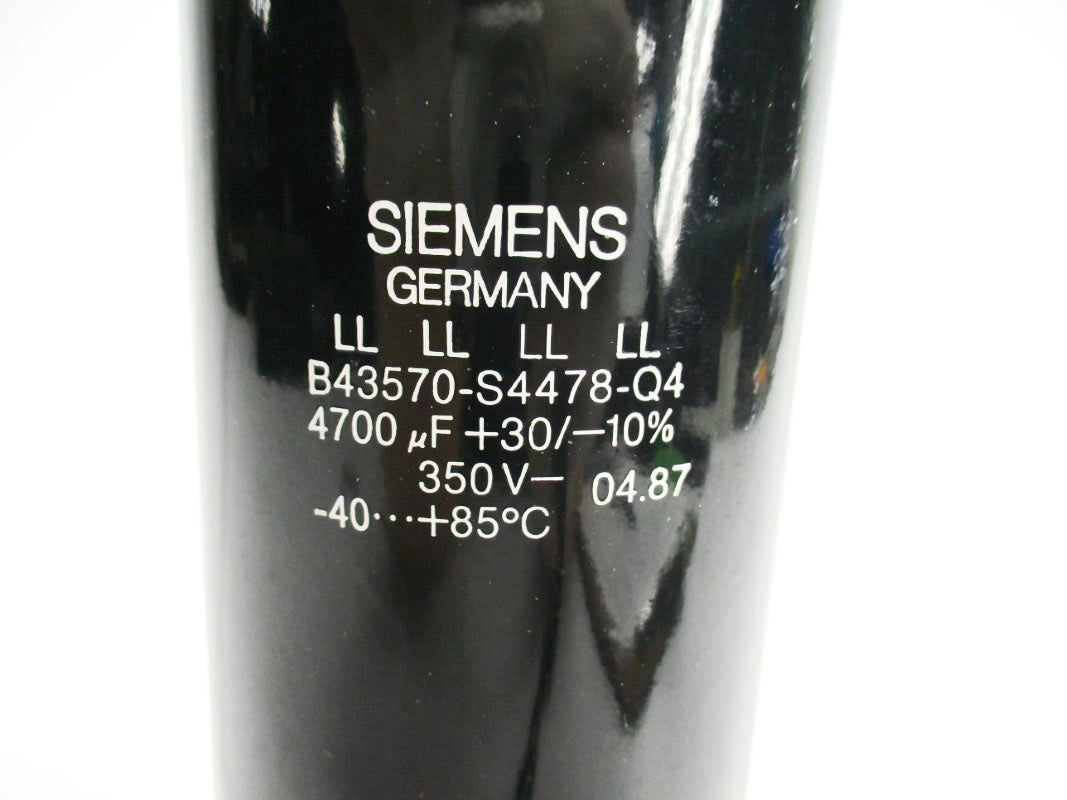 SIEMENS
GERMANY
LL LL LL LL
B43570-S4478-Q4
4700 µF +30/−10%
350 V− 04.87
-40···+85°C